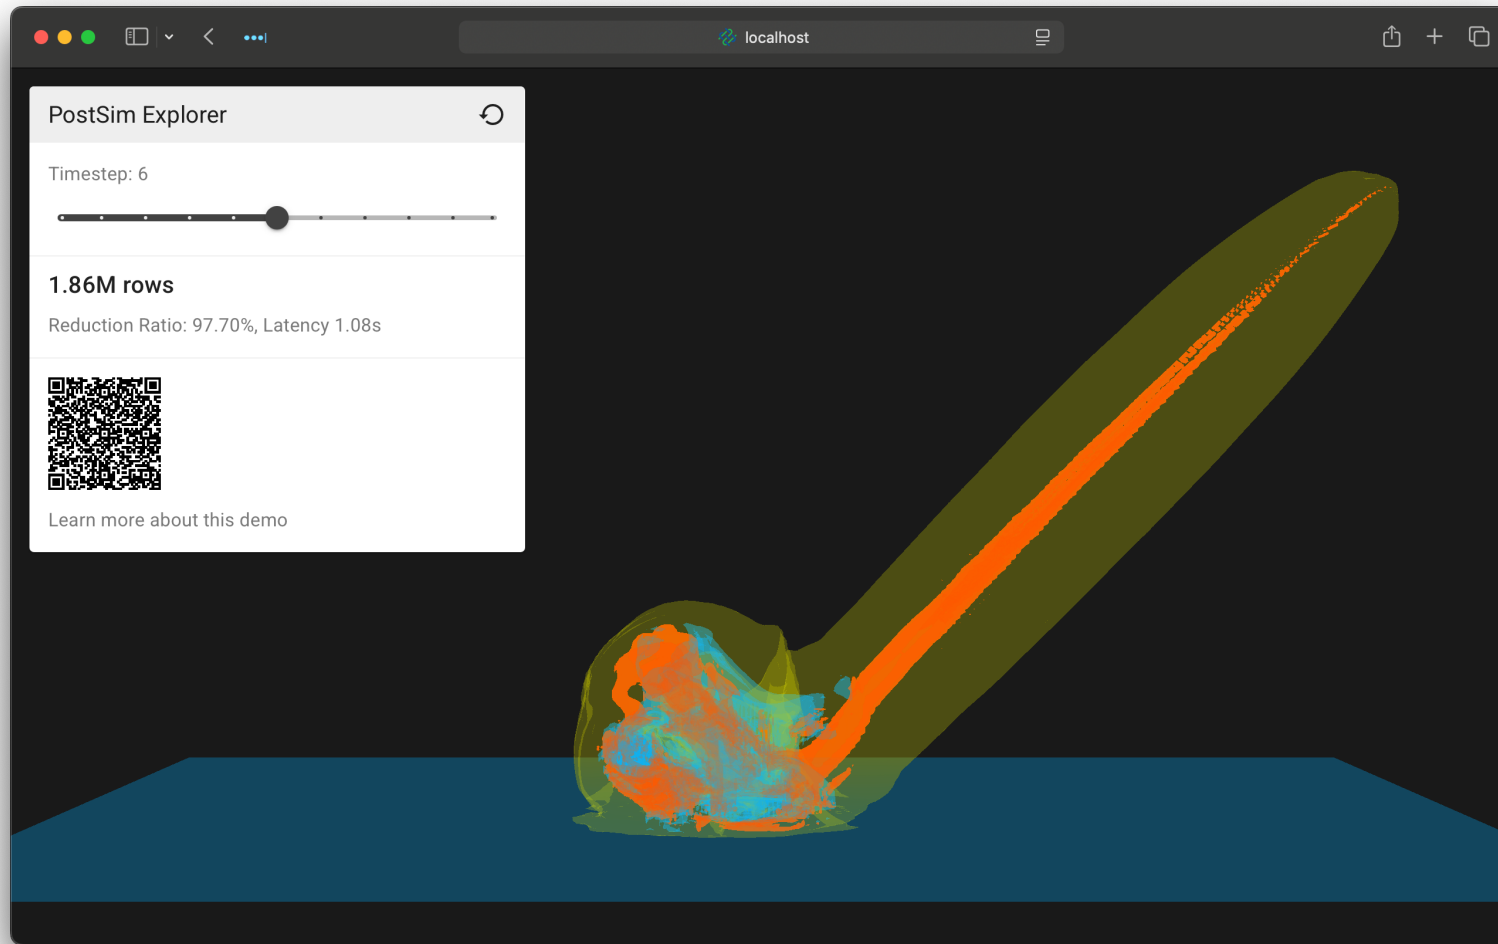 localhost
PostSim Explorer
Timestep: 6
1.86M rows
Reduction Ratio: 97.70%, Latency 1.08s
Learn more about this demo